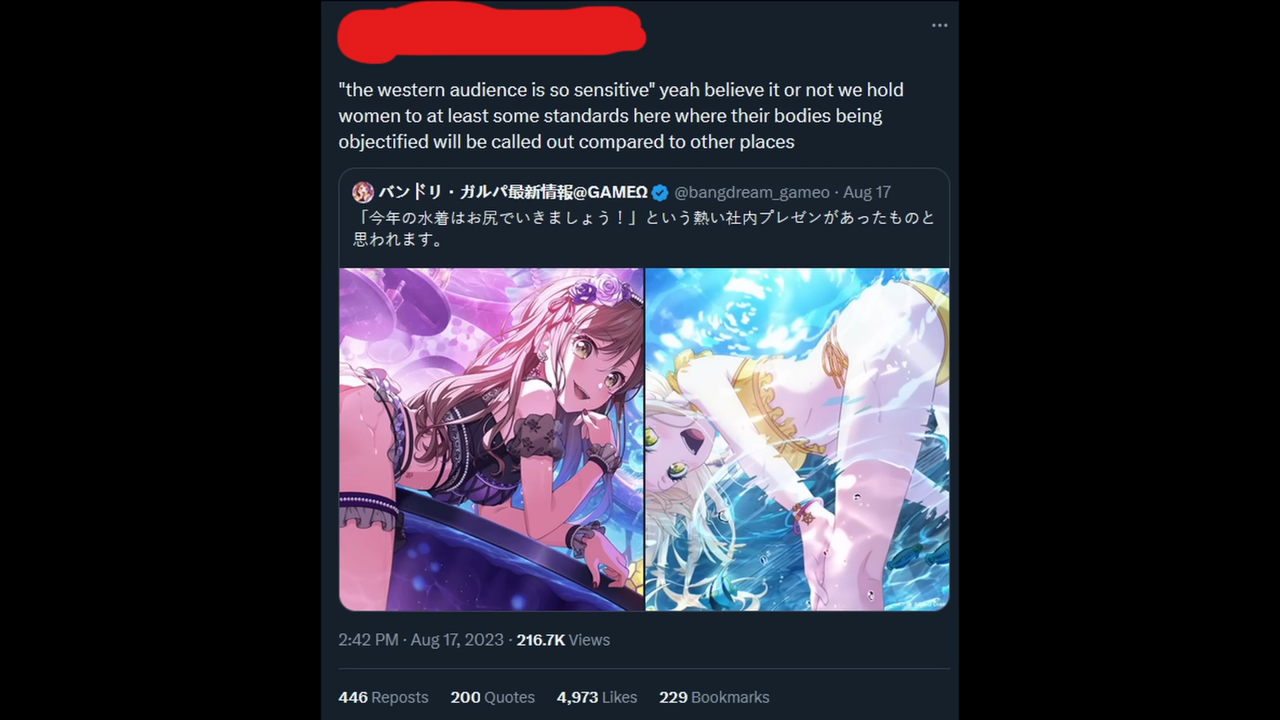 "the western audience is so sensitive" yeah believe it or not we hold
women to at least some standards here where their bodies being
objectified will be called out compared to other places
バンドリ・ガルパ最新情報@GAMEΩ @bangdream_gameo · Aug 17
「今年の水着はお尻でいきましょう！」という熱い社内プレゼンがあったものと
思われます。
2:42 PM · Aug 17, 2023 · 216.7K Views
446 Reposts 200 Quotes 4,973 Likes 229 Bookmarks